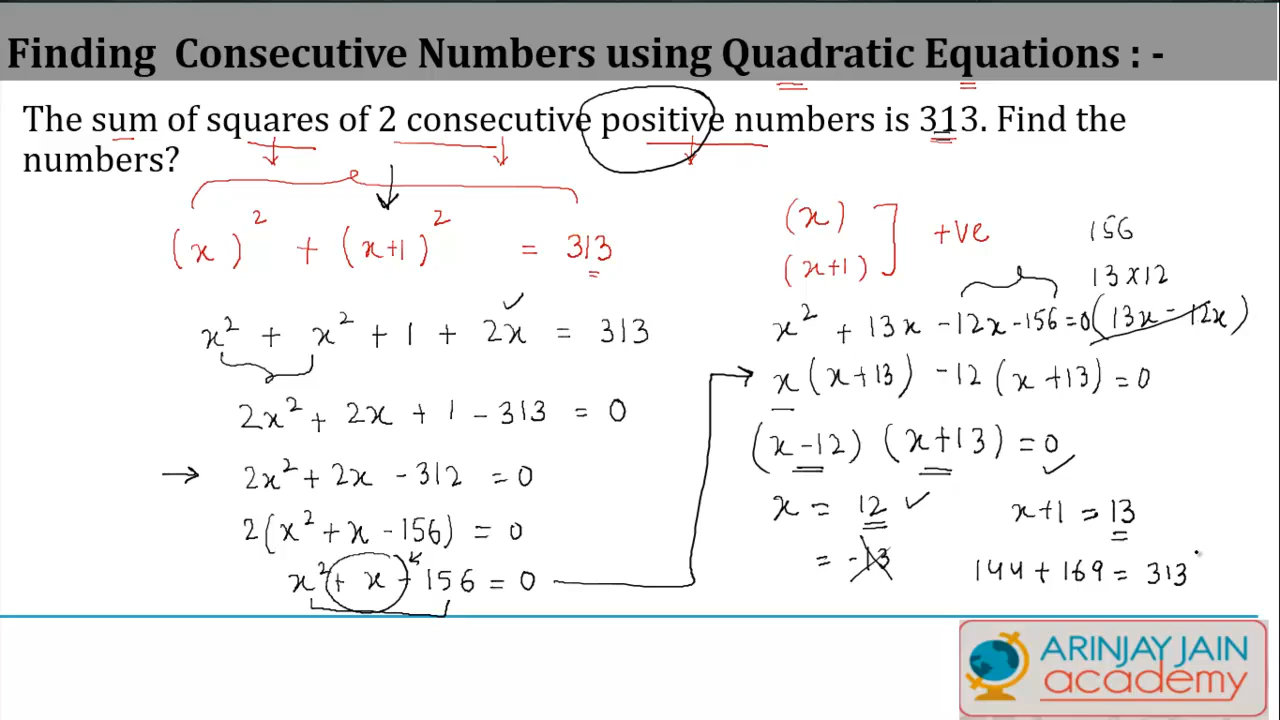 Finding Consecutive Numbers using Quadratic Equations : -
The sum of squares of 2 consecutive positive numbers is 313. Find the
numbers?
(x)² + (x+1)² = 313
x² + x² + 1 + 2x = 313
2x² + 2x + 1 - 313 = 0
→ 2x² + 2x - 312 = 0
2(x² + x - 156) = 0
x² + x - 156 = 0
(x)
(x+1)
+ve
156
13 x 12
x² + 13x - 12x - 156 = 0 (13x - 12x)
x (x + 13) - 12 (x + 13) = 0
(x - 12) (x + 13) = 0
x = 12 ✓ x+1 = 13
= -13
144 + 169 = 313
ARINJAY JAIN
academy